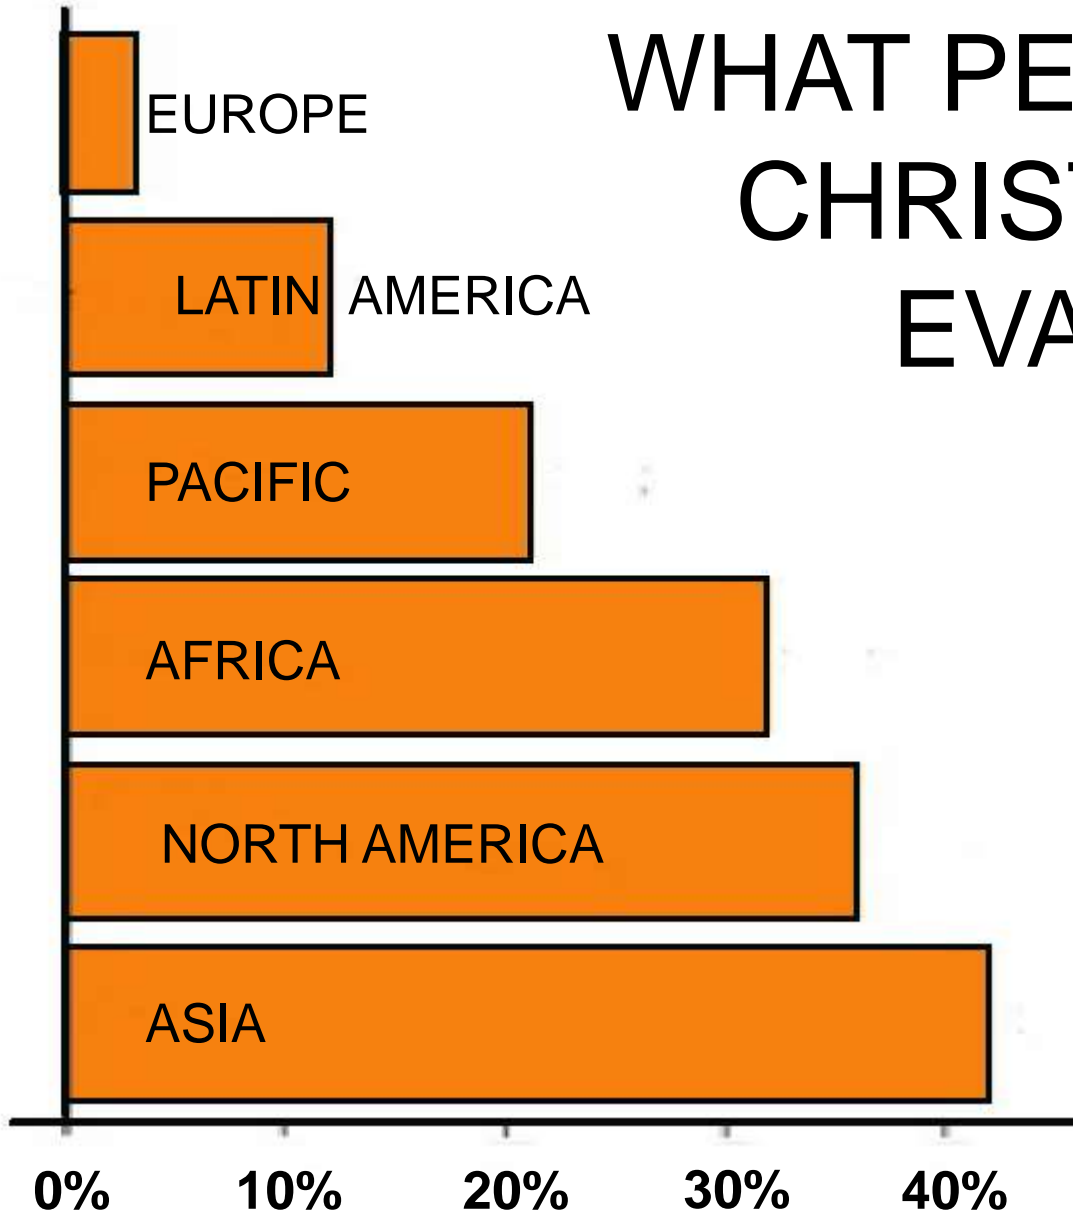 WHAT PE
CHRIS
EVA
EUROPE
LATIN AMERICA
PACIFIC
AFRICA
NORTH AMERICA
ASIA
0% 10% 20% 30% 40%